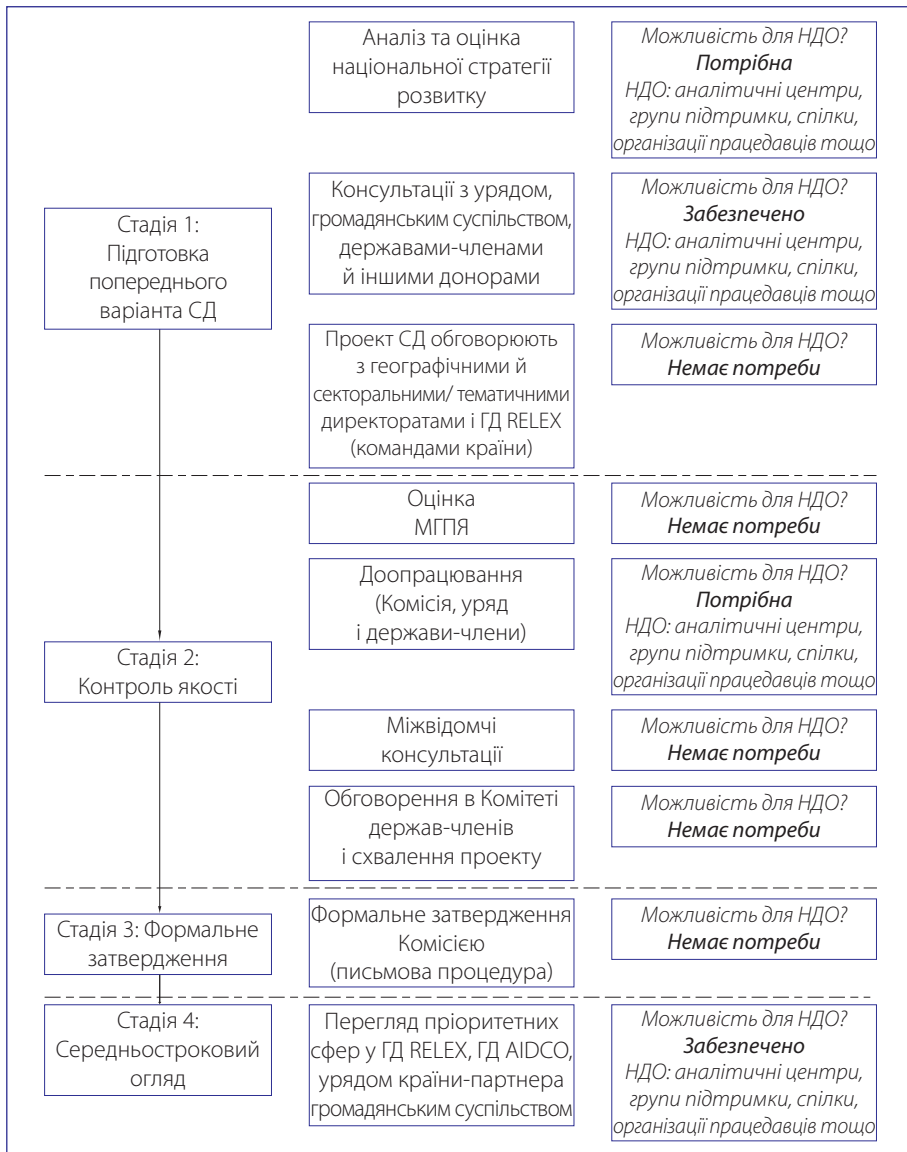 Аналіз та оцінка
національної стратегії
розвитку
Можливість для НДО?
Потрібна
НДО: аналітичні центри,
групи підтримки, спілки,
організації працедавців тощо
Стадія 1:
Підготовка
попереднього
варіанта СД
Консультації з урядом,
громадянським суспільством,
державами-членами
й іншими донорами
Можливість для НДО?
Забезпечено
НДО: аналітичні центри,
групи підтримки, спілки,
організації працедавців тощо
Проект СД обговорюють
з географічними й
секторальними/ тематичними
директоратами і ГД RELEX
(командами країни)
Можливість для НДО?
Немає потреби
Оцінка
МГПЯ
Можливість для НДО?
Немає потреби
Стадія 2:
Контроль якості
Доопрацювання
(Комісія, уряд
і держави-члени)
Можливість для НДО?
Потрібна
НДО: аналітичні центри,
групи підтримки, спілки,
організації працедавців тощо
Міжвідомчі
консультації
Можливість для НДО?
Немає потреби
Обговорення в Комітеті
держав-членів
і схвалення проекту
Можливість для НДО?
Немає потреби
Стадія 3: Формальне
затвердження
Формальне затвердження
Комісією
(письмова процедура)
Можливість для НДО?
Немає потреби
Стадія 4:
Середньостроковий
огляд
Перегляд пріоритетних
сфер у ГД RELEX, ГД AIDCO,
урядом країни-партнера
громадянським суспільством
Можливість для НДО?
Забезпечено
НДО: аналітичні центри,
групи підтримки, спілки,
організації працедавців тощо